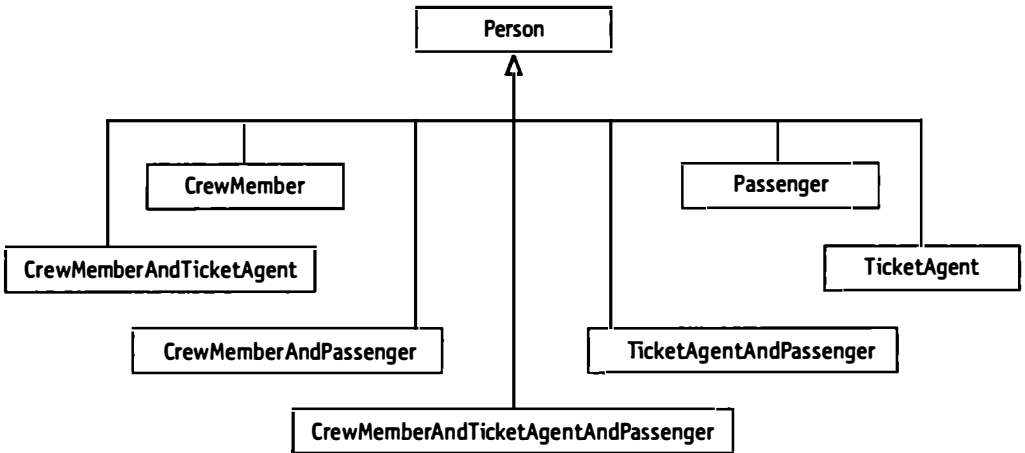 Person
CrewMember
Passenger
CrewMemberAndTicketAgent
TicketAgent
CrewMemberAndPassenger
TicketAgentAndPassenger
CrewMemberAndTicketAgentAndPassenger